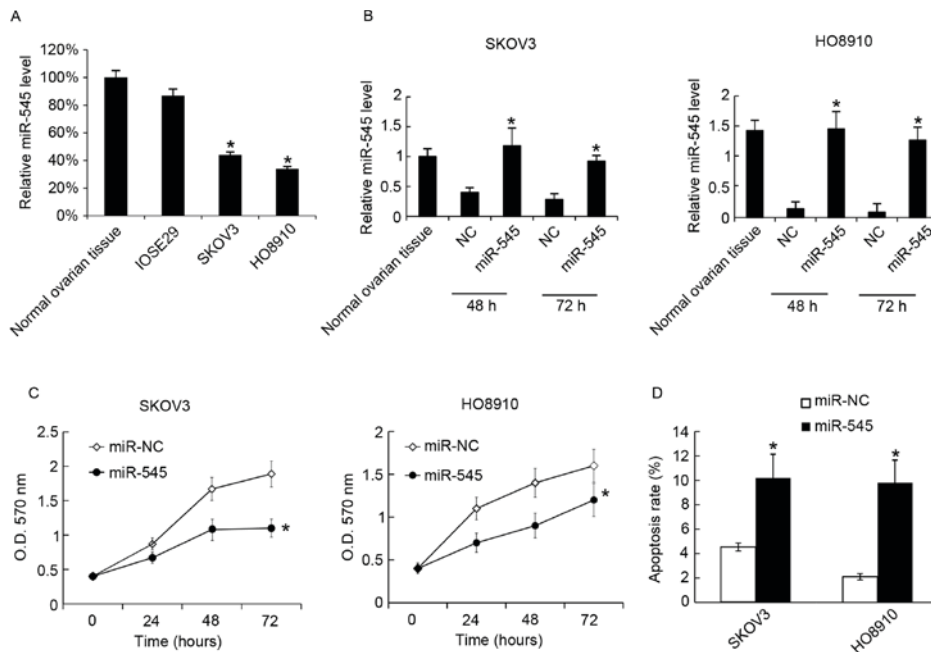 A
Relative miR-545 level
120%
100%
80%
60%
40%
20%
0%
*
*
Normal ovarian tissue
IOSE29
SKOV3
HO8910
B
SKOV3
Relative miR-545 level
2
1.5
1
0.5
0
*
*
Normal ovarian tissue
NC
miR-545
NC
miR-545
48 h
72 h
HO8910
Relative miR-545 level
2
1.5
1
0.5
0
*
*
Normal ovarian tissue
NC
miR-545
NC
miR-545
48 h
72 h
C
SKOV3
O.D. 570 nm
2.5
2
1.5
1
0.5
0
miR-NC
miR-545
*
0 24 48 72
Time (hours)
HO8910
O.D. 570 nm
2
1.5
1
0.5
0
miR-NC
miR-545
*
0 24 48 72
Time (hours)
D
miR-NC
miR-545
Apoptosis rate (%)
14
12
10
8
6
4
2
0
*
*
SKOV3
HO8910